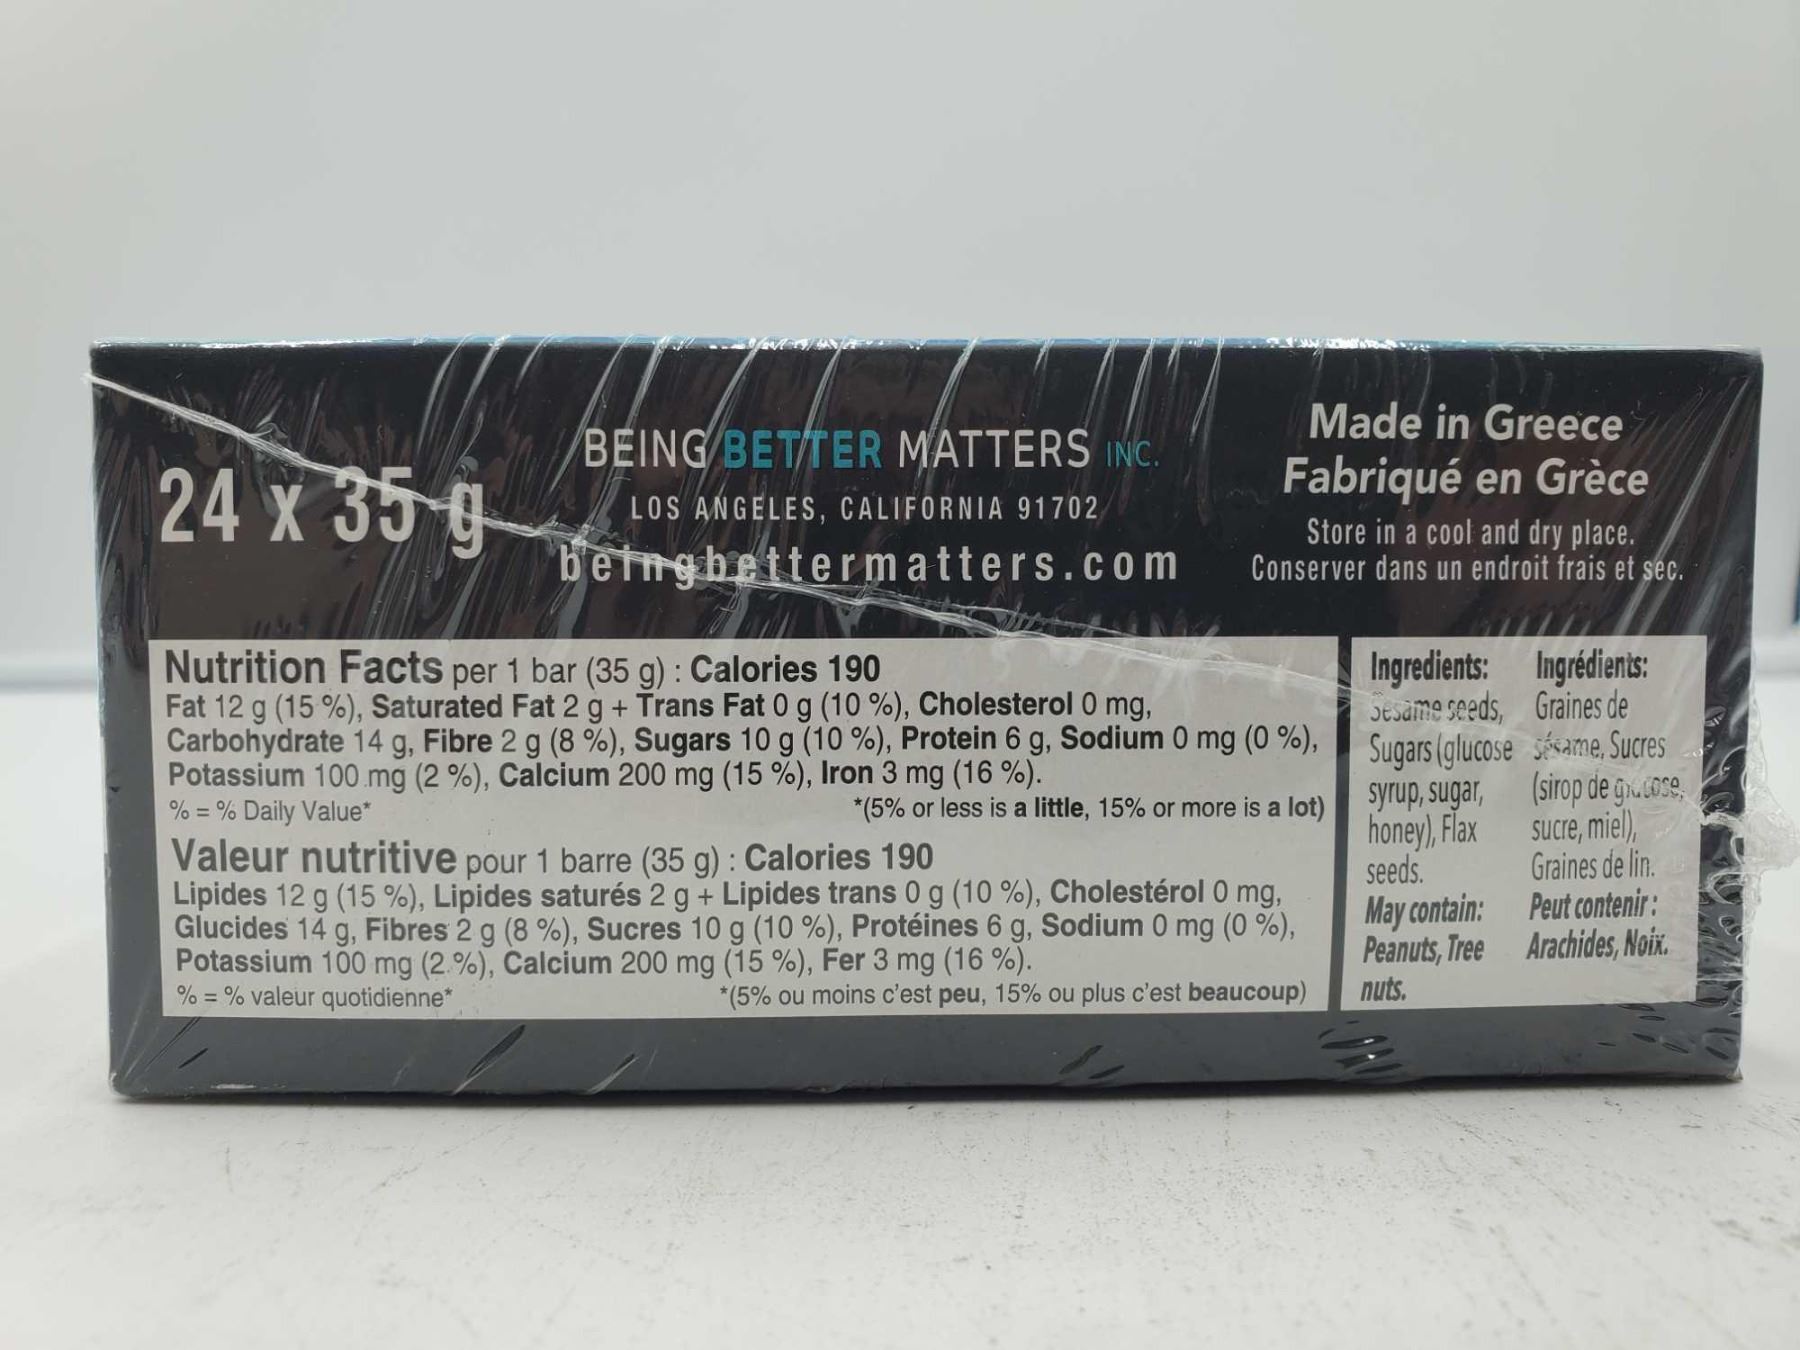 24 x 35 g
BEING BETTER MATTERS INC.
LOS ANGELES, CALIFORNIA 91702
beingbettermatters.com
Made in Greece
Fabriqué en Grèce
Store in a cool and dry place.
Conserver dans un endroit frais et sec.
Nutrition Facts per 1 bar (35 g) : Calories 190
Fat 12 g (15 %), Saturated Fat 2 g + Trans Fat 0 g (10 %), Cholesterol 0 mg,
Carbohydrate 14 g, Fibre 2 g (8 %), Sugars 10 g (10 %), Protein 6 g, Sodium 0 mg (0 %),
Potassium 100 mg (2 %), Calcium 200 mg (15 %), Iron 3 mg (16 %).
% = % Daily Value*
*(5% or less is a little, 15% or more is a lot)
Valeur nutritive pour 1 barre (35 g) : Calories 190
Lipides 12 g (15 %), Lipides saturés 2 g + Lipides trans 0 g (10 %), Cholestérol 0 mg,
Glucides 14 g, Fibres 2 g (8 %), Sucres 10 g (10 %), Protéines 6 g, Sodium 0 mg (0 %),
Potassium 100 mg (2 %), Calcium 200 mg (15 %), Fer 3 mg (16 %).
% = % valeur quotidienne*
*(5% ou moins c'est peu, 15% ou plus c'est beaucoup)
Ingredients:
Sesame seeds,
Sugars (glucose
syrup, sugar,
honey), Flax
seeds.
May contain:
Peanuts, Tree
nuts.
Ingrédients:
Graines de
sésame, Sucres
(sirop de glucose,
sucre, miel),
Graines de lin.
Peut contenir :
Arachides, Noix.